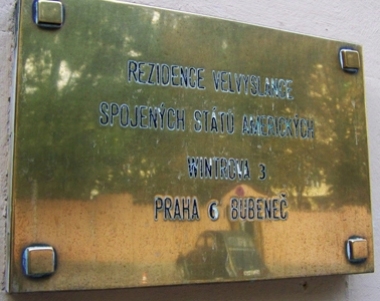 REZIDENCE VELVYSLANCE
SPOJENÝCH STÁTŮ AMERICKÝCH
WINTROVA 3
PRAHA 6 BUBENEČ